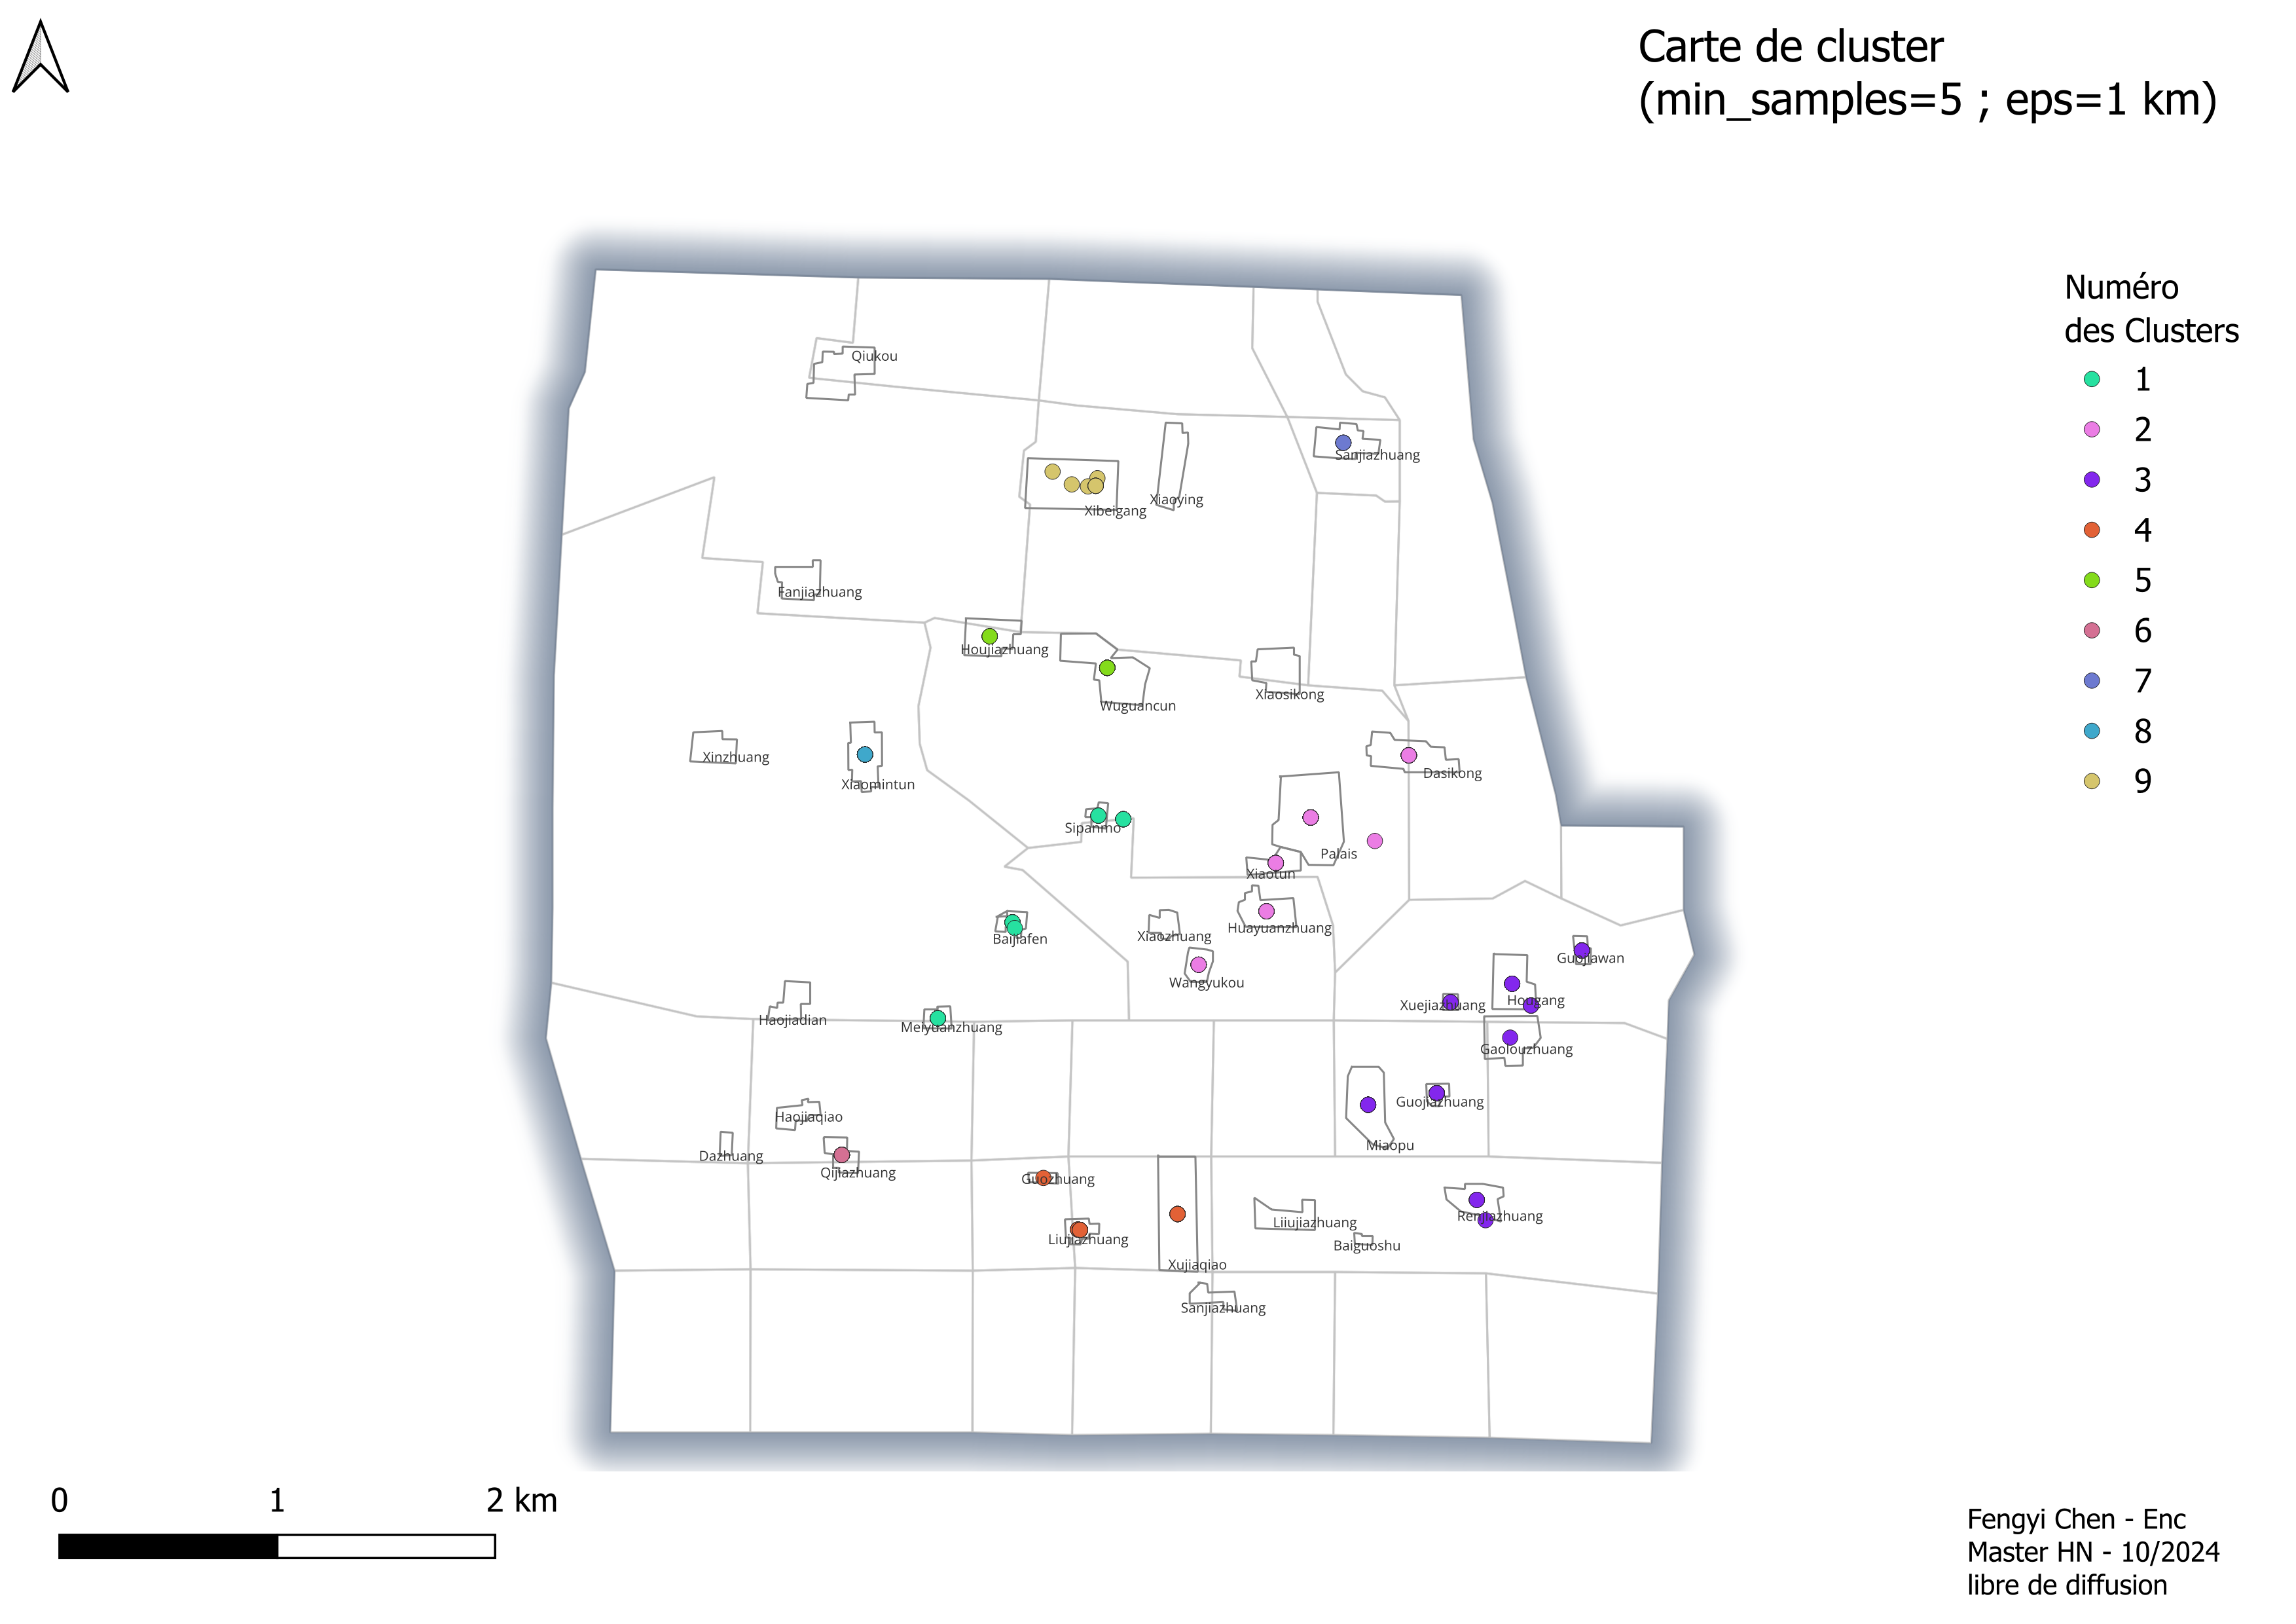 Carte de cluster
(min_samples=5 ; eps=1 km)
Numéro
des Clusters
1
2
3
4
5
6
7
8
9
Qiukou
Sanjiazhuang
Xiaoying
Xibeigang
Fanjiazhuang
Houjiazhuang
Xiaosikong
Wuguancun
Xinzhuang
Dasikong
Xiaomintun
Sipanmo
Palais
Xiaotun
Huayuanzhuang
Xiaozhuang
Baijiafen
Guojiawan
Wangyukou
Hougang
Xuejiazhuang
Haojiadian
Meiyuanzhuang
Gaolouzhuang
Guojiazhuang
Haojiaqiao
Miaopu
Dazhuang
Qijiazhuang
Guozhuang
Renjiazhuang
Liiujiazhuang
Liujiazhuang
Baiguoshu
Xujiaqiao
Sanjiazhuang
0 1 2 km
Fengyi Chen - Enc
Master HN - 10/2024
libre de diffusion